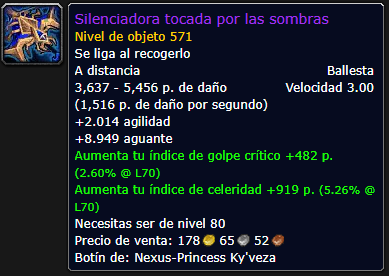 Silenciadora tocada por las sombras
Nivel de objeto 571
Se liga al recogerlo
A distancia Ballesta
3,637 - 5,456 p. de daño Velocidad 3.00
(1,516 p. de daño por segundo)
+2.014 agilidad
+8.949 aguante
Aumenta tu índice de golpe crítico +482 p.
(2.60% @ L70)
Aumenta tu índice de celeridad +919 p. (5.26% @
L70)
Necesitas ser de nivel 80
Precio de venta: 178 65 52
Botín de: Nexus-Princess Ky'veza